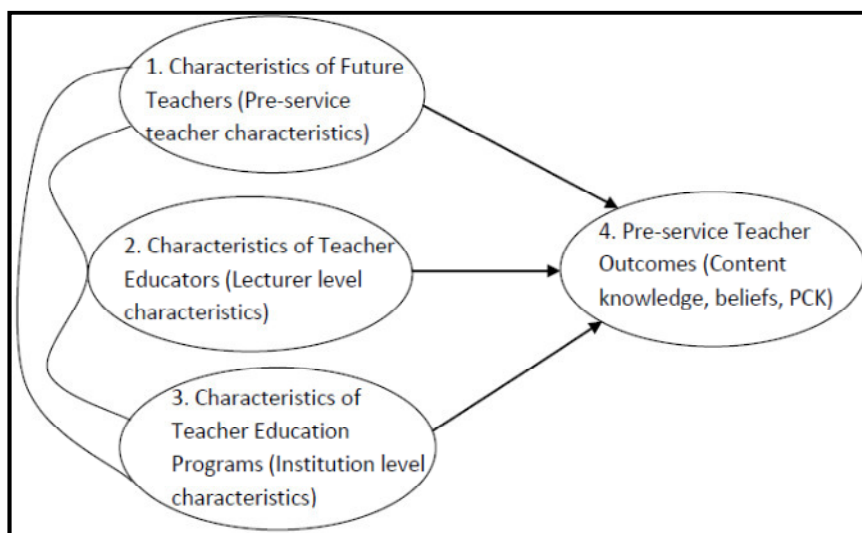 1. Characteristics of Future
Teachers (Pre-service
teacher characteristics)
2. Characteristics of Teacher
Educators (Lecturer level
characteristics)
3. Characteristics of
Teacher Education
Programs (Institution level
characteristics)
4. Pre-service Teacher
Outcomes (Content
knowledge, beliefs, PCK)